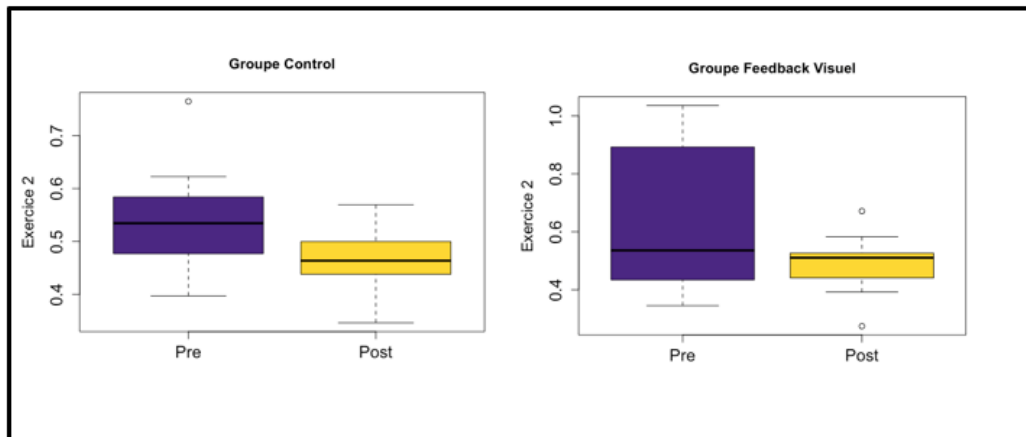 Groupe Control
Exercice 2
0.7
0.6
0.5
0.4
Pre
Post
Groupe Feedback Visuel
Exercice 2
1.0
0.8
0.6
0.4
Pre
Post